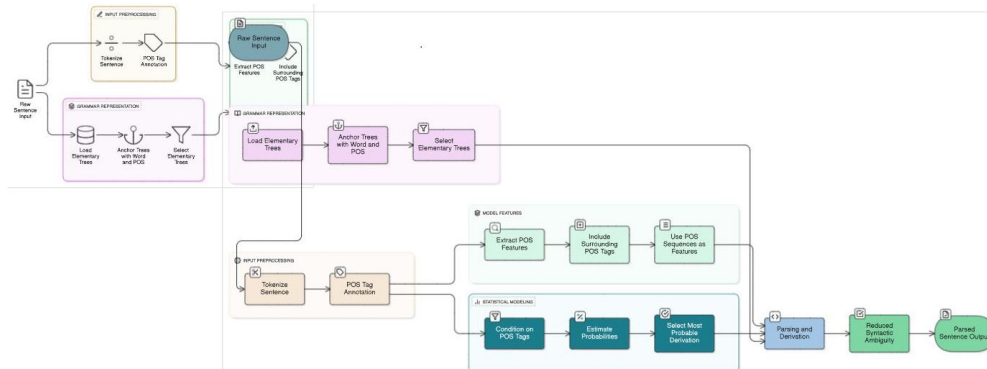 INPUT PREPROCESSING
Tokenize
Sentence
POS Tag
Annotation
Raw
Sentence
Input
GRAMMAR REPRESENTATION
Load
Elementary
Trees
Anchor Trees
with Word
and POS
Select
Elementary
Trees
Raw Sentence
Input
Extract POS
Features
Include
Surrounding
POS Tags
GRAMMAR REPRESENTATION
Load Elementary
Trees
Anchor Trees
with Word and
POS
Select
Elementary Trees
MODEL FEATURES
Extract POS
Features
Include
Surrounding
POS Tags
Use POS
Sequences as
Features
INPUT PREPROCESSING
Tokenize
Sentence
POS Tag
Annotation
STATISTICAL MODELING
Condition on
POS Tags
Estimate
Probabilities
Select Most
Probable
Derivation
Parsing and
Derivation
Reduced
Syntactic
Ambiguity
Parsed
Sentence Output